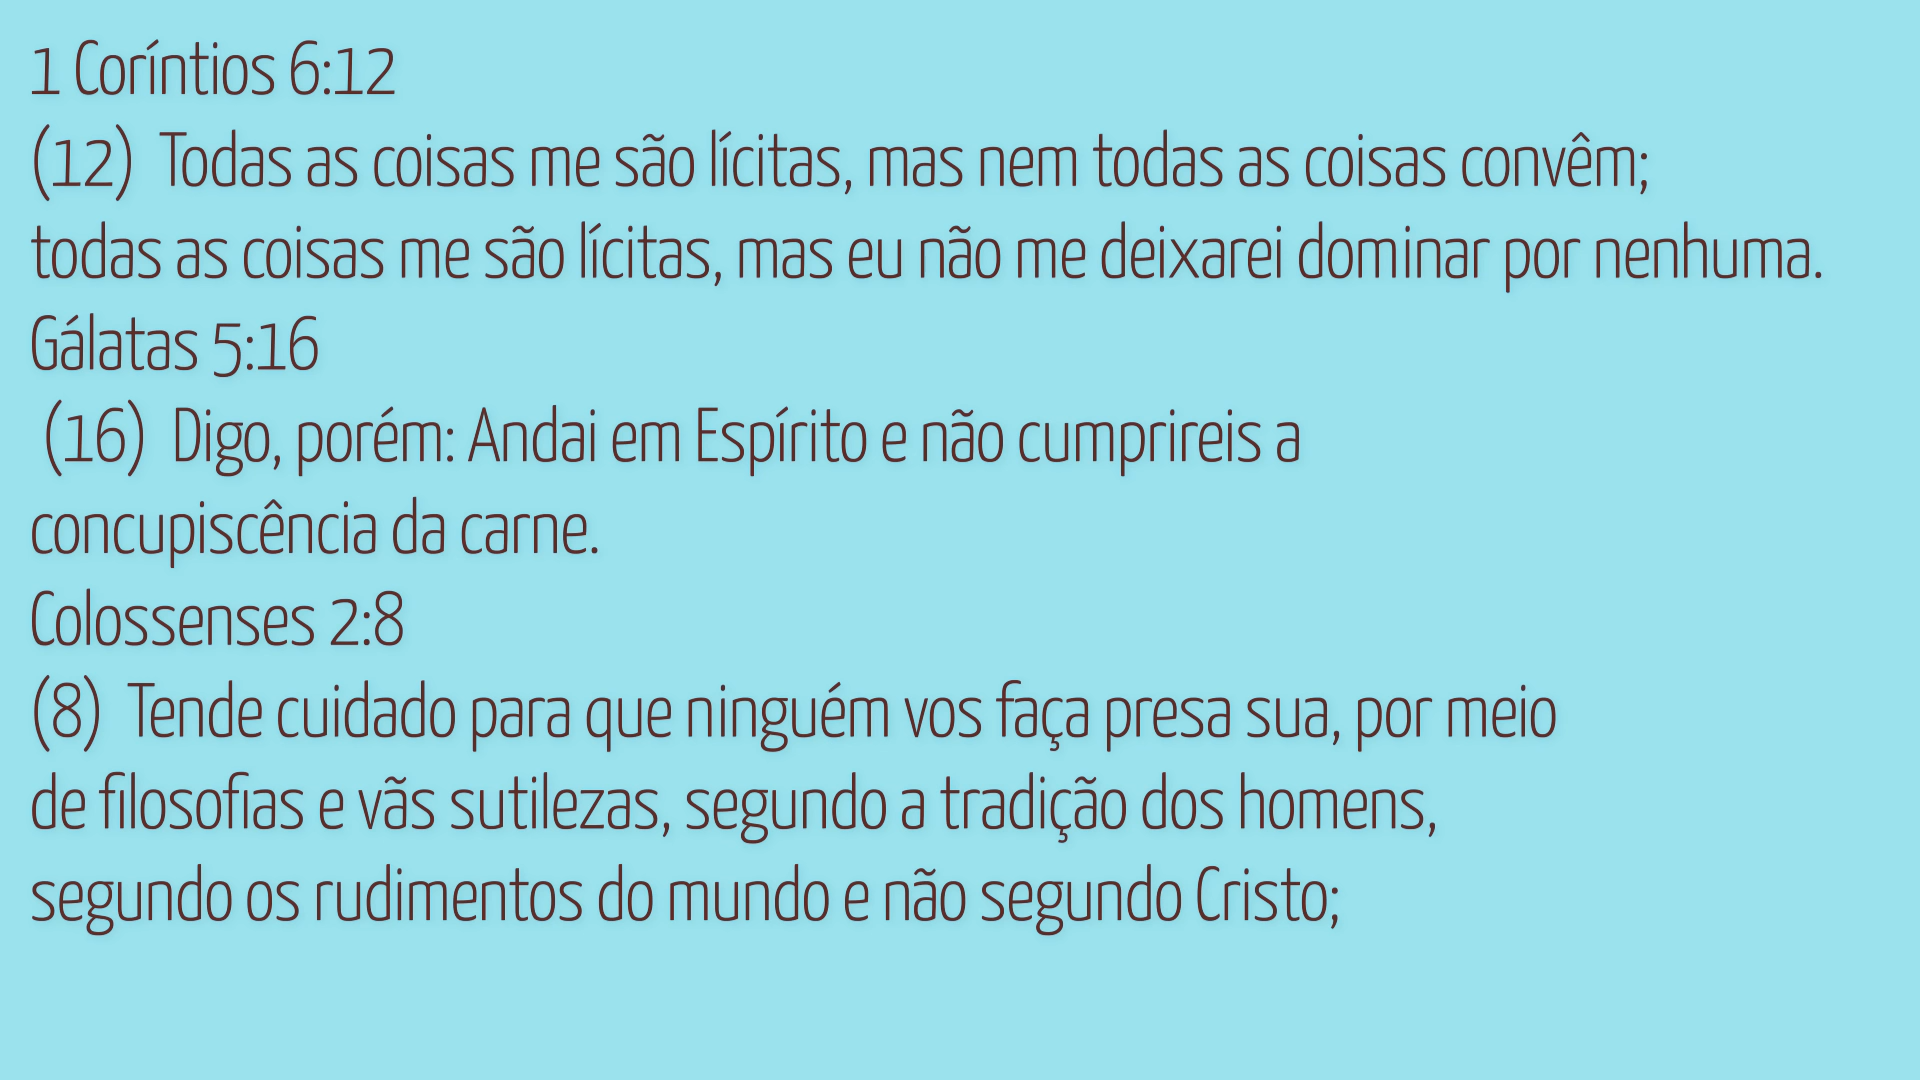 1 Coríntios 6:12
(12)  Todas as coisas me são lícitas, mas nem todas as coisas convêm;
todas as coisas me são lícitas, mas eu não me deixarei dominar por nenhuma.
Gálatas 5:16
(16)  Digo, porém: Andai em Espírito e não cumprireis a
concupiscência da carne.
Colossenses 2:8
(8)  Tende cuidado para que ninguém vos faça presa sua, por meio
de filosofias e vãs sutilezas, segundo a tradição dos homens,
segundo os rudimentos do mundo e não segundo Cristo;